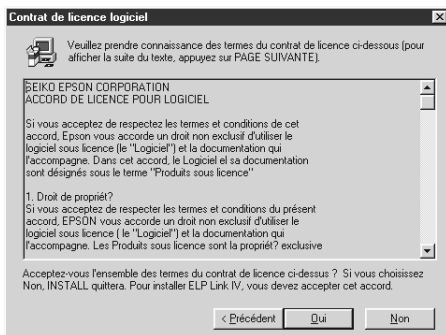 Contrat de licence logiciel
Veuillez prendre connaissance des termes du contrat de licence ci-dessous (pour
afficher la suite du texte, appuyez sur PAGE SUIVANTE).
SEIKO EPSON CORPORATION
ACCORD DE LICENCE POUR LOGICIEL
Si vous acceptez de respectez les termes et conditions de cet
accord, Epson vous accorde un droit non exclusif d'utiliser le
logiciel sous licence (le "Logiciel") et la documentation qui
l'accompagne. Dans cet accord, le Logiciel el sa documentation
sont désignés sous le terme "Produits sous licence"
1. Droit de propriét?
Si vous acceptez de respecter les termes et conditions du présent
accord, EPSON vous accorde un droit non exclusif d'utiliser le
logiciel sous licence ( le "Logiciel") et la documentation qui
l'accompagne. Les Produits sous licence sont la propriét? exclusive
Acceptez-vous l'ensemble des termes du contrat de licence ci-dessus ? Si vous choisissez
Non, INSTALL quittera. Pour installer ELP Link IV, vous devez accepter cet accord.
< Précédent Oui Non